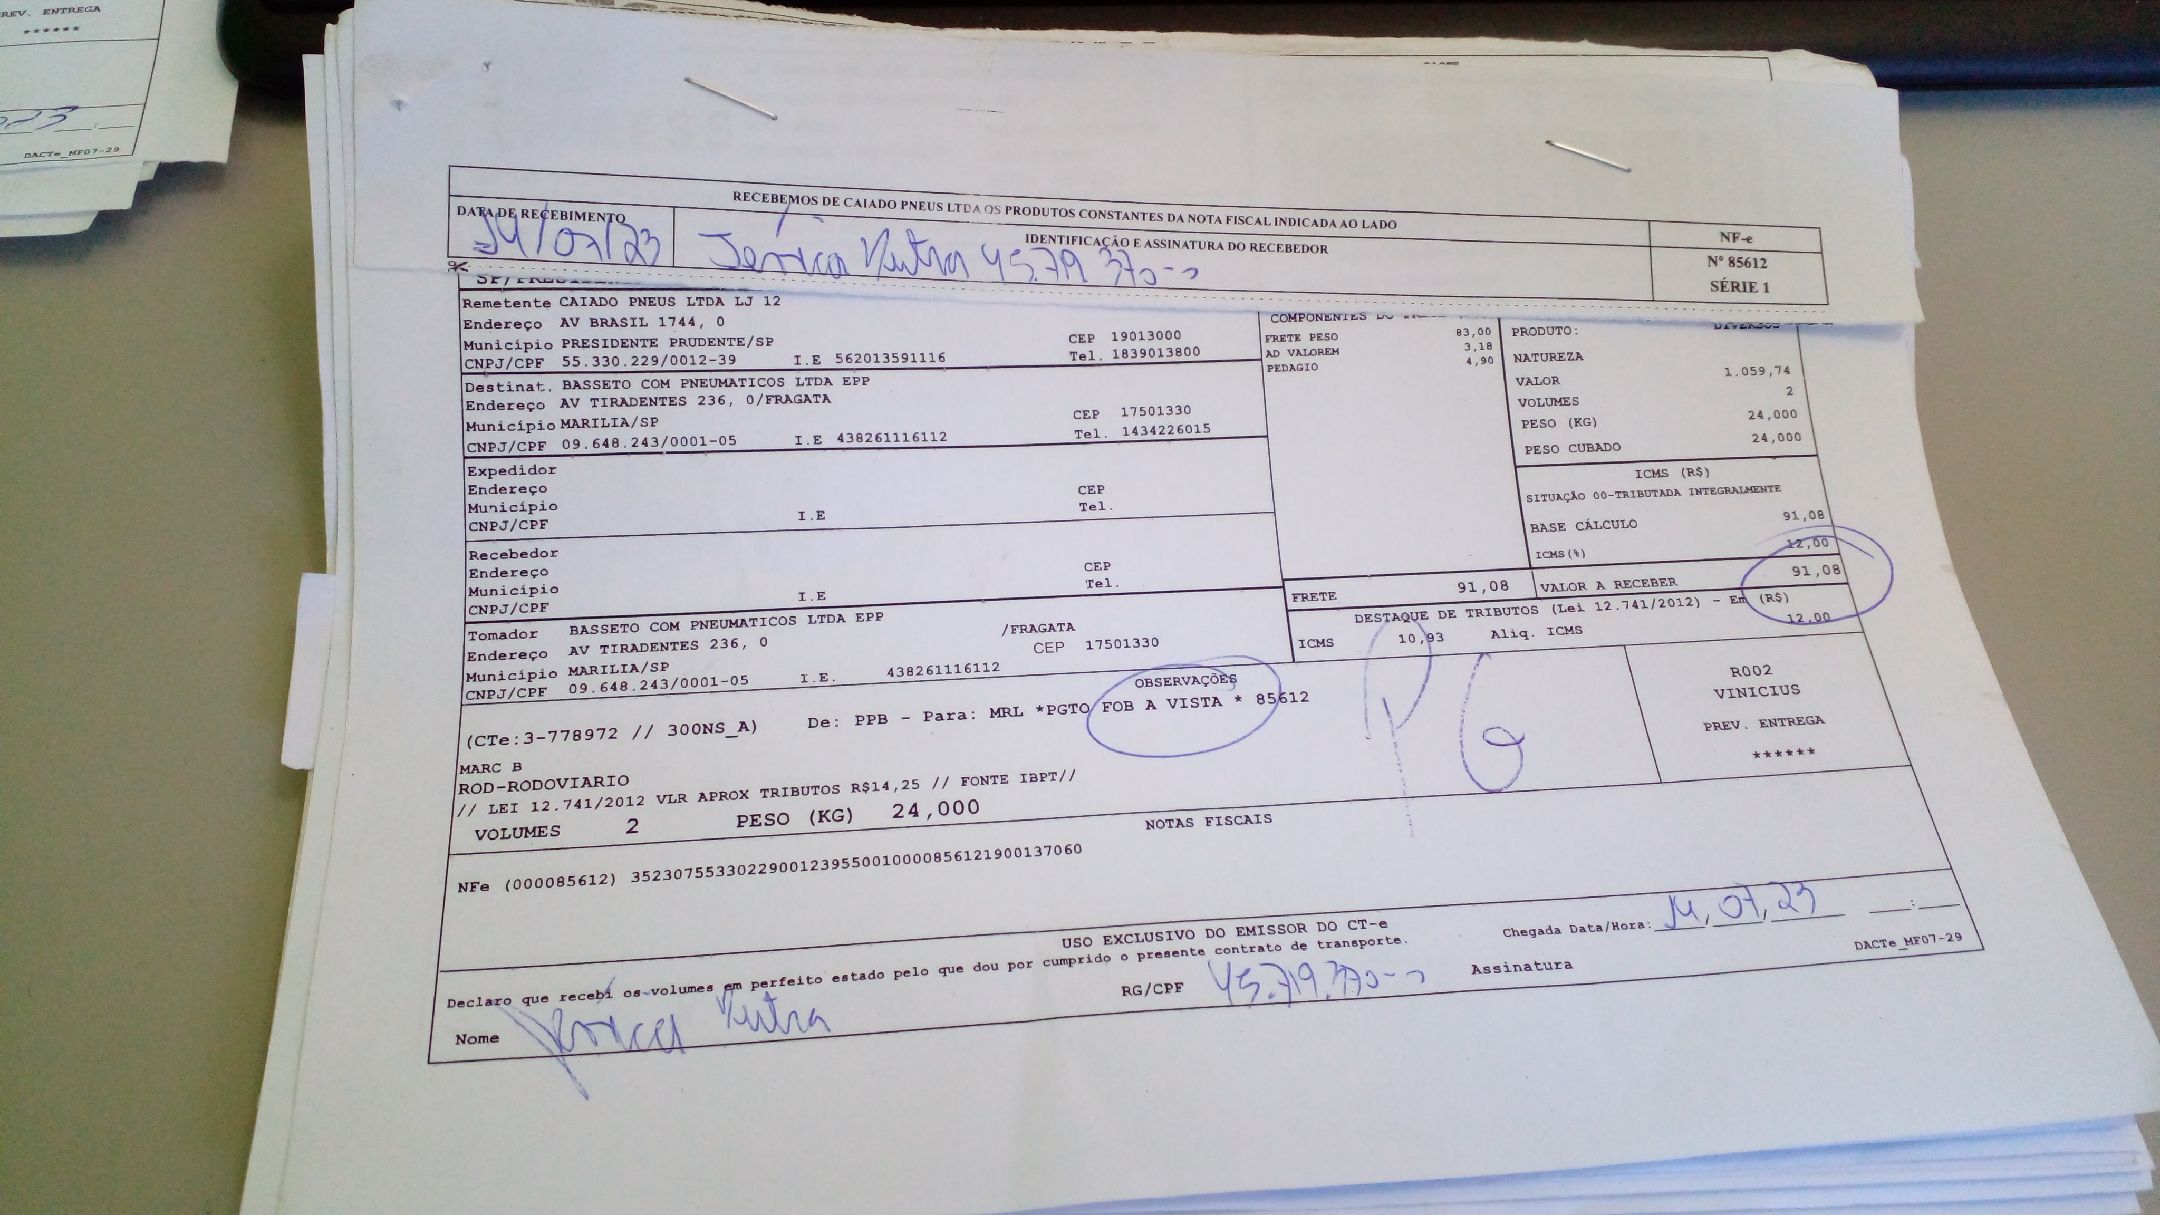 REV. ENTREGA
******
DACTe_MF07-29
RECEBEMOS DE CAIADO PNEUS LTDA OS PRODUTOS CONSTANTES DA NOTA FISCAL INDICADA AO LADO
DATA DE RECEBIMENTO
14/07/23
IDENTIFICAÇÃO E ASSINATURA DO RECEBEDOR
NF-e
Nº 85612
SÉRIE 1
Remetente CAIADO PNEUS LTDA LJ 12
Endereço AV BRASIL 1744, 0
Município PRESIDENTE PRUDENTE/SP CEP 19013000
CNPJ/CPF 55.330.229/0012-39 I.E 562013591116 Tel. 1839013800
Destinat. BASSETO COM PNEUMATICOS LTDA EPP
Endereço AV TIRADENTES 236, 0/FRAGATA
Município MARILIA/SP CEP 17501330
CNPJ/CPF 09.648.243/0001-05 I.E 438261116112 Tel. 1434226015
Expedidor
Endereço CEP
Município Tel.
CNPJ/CPF I.E
Recebedor
Endereço CEP
Município Tel.
CNPJ/CPF I.E
Tomador BASSETO COM PNEUMATICOS LTDA EPP
Endereço AV TIRADENTES 236, 0 /FRAGATA
Município MARILIA/SP CEP 17501330
CNPJ/CPF 09.648.243/0001-05 I.E. 438261116112
COMPONENTES
FRETE PESO 83,00
AD VALOREM 3,18
PEDAGIO 4,90
PRODUTO: DIVERSOS
NATUREZA
VALOR 1.059,74
VOLUMES 2
PESO (KG) 24,000
PESO CUBADO 24,000
ICMS (R$)
SITUAÇÃO 00-TRIBUTADA INTEGRALMENTE
BASE CÁLCULO 91,08
ICMS(%) 12,00
FRETE 91,08 VALOR A RECEBER 91,08
DESTAQUE DE TRIBUTOS (Lei 12.741/2012) - Em (R$)
ICMS 10,93 Aliq. ICMS 12,00
OBSERVAÇÕES
(CTe:3-778972 // 300NS_A) De: PPB - Para: MRL *PGTO FOB A VISTA * 85612
MARC B
ROD-RODOVIARIO
// LEI 12.741/2012 VLR APROX TRIBUTOS R$14,25 // FONTE IBPT//
VOLUMES 2 PESO (KG) 24,000
PG
R002
VINICIUS
PREV. ENTREGA
******
NOTAS FISCAIS
NFe (000085612) 35230755330229001239550010000856121900137060
USO EXCLUSIVO DO EMISSOR DO CT-e
Declaro que recebi os volumes em perfeito estado pelo que dou por cumprido o presente contrato de transporte.
Chegada Data/Hora: 14,07,23 __:__
Nome
RG/CPF
Assinatura
DACTe_MF07-29